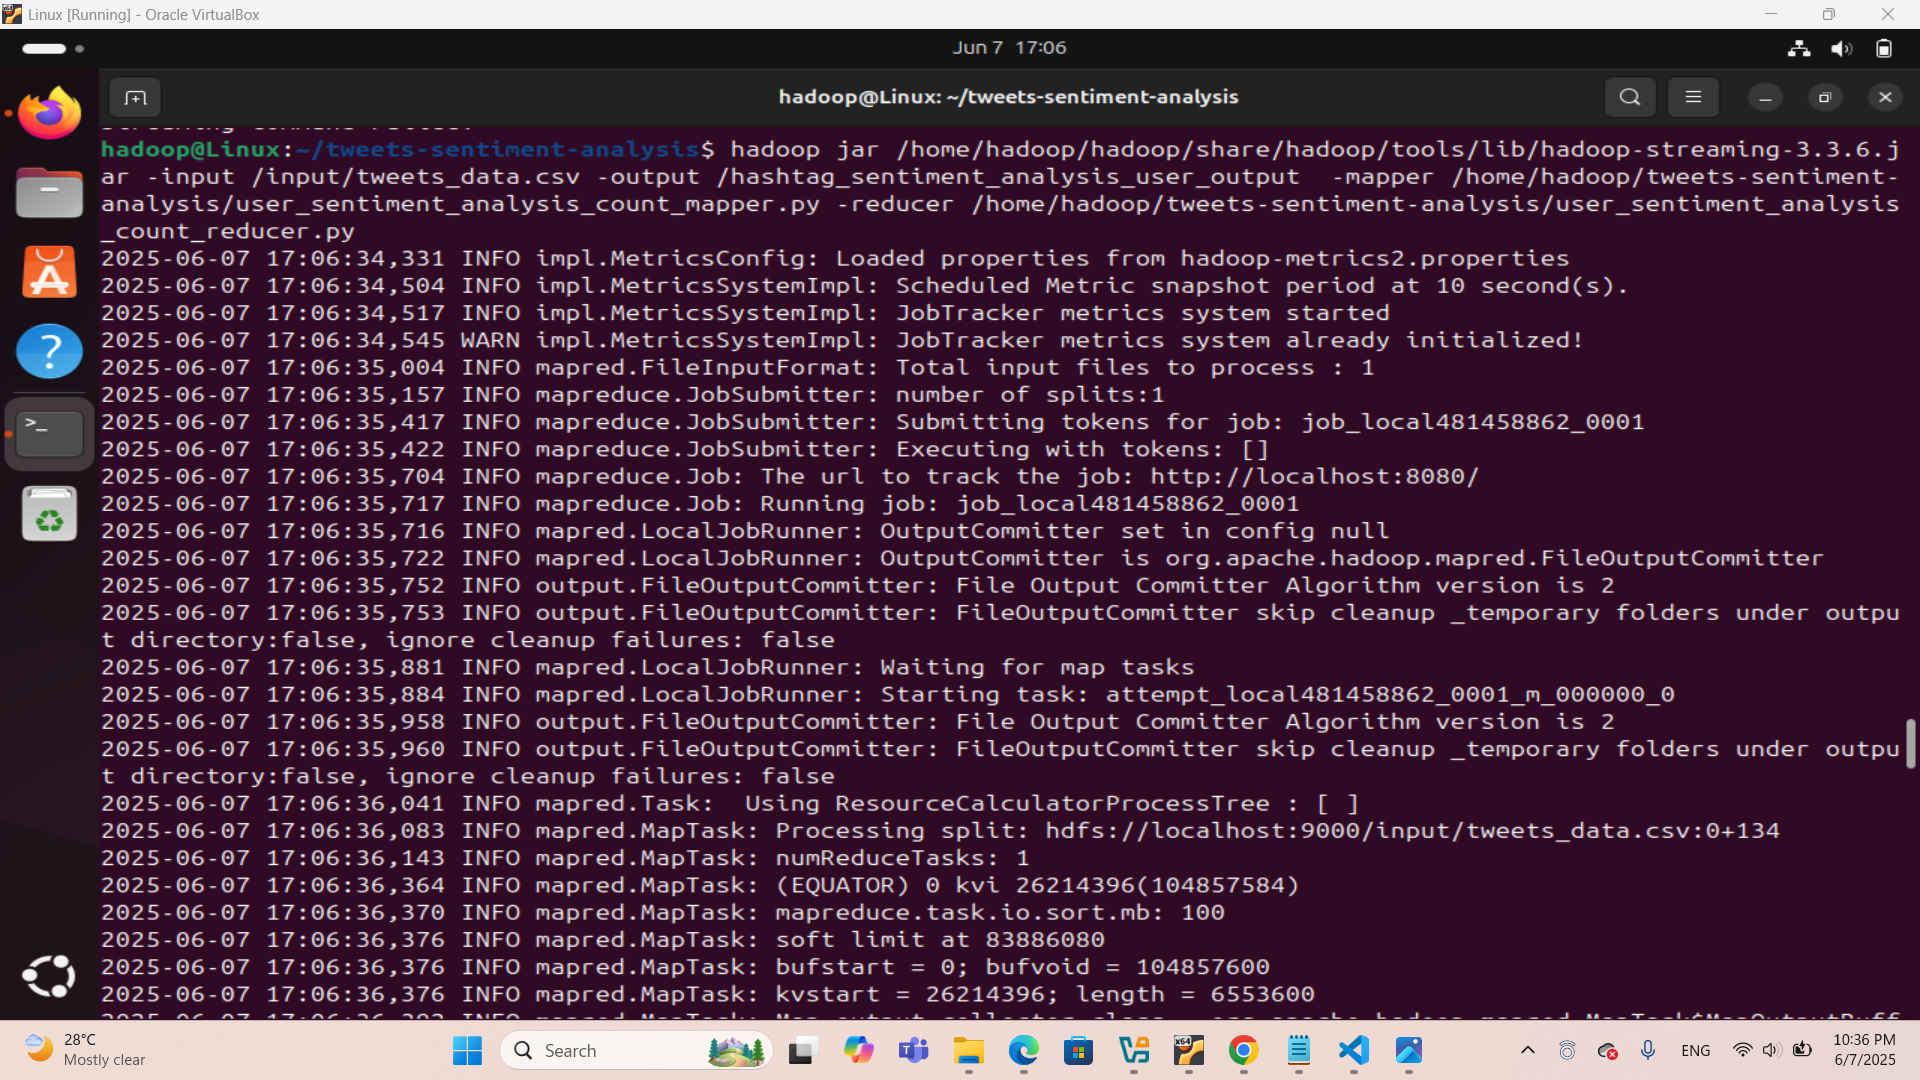 Linux [Running] - Oracle VirtualBox
Jun 7 17:06
hadoop@Linux: ~/tweets-sentiment-analysis
hadoop@Linux:~/tweets-sentiment-analysis$ hadoop jar /home/hadoop/hadoop/share/hadoop/tools/lib/hadoop-streaming-3.3.6.j
ar -input /input/tweets_data.csv -output /hashtag_sentiment_analysis_user_output  -mapper /home/hadoop/tweets-sentiment-
analysis/user_sentiment_analysis_count_mapper.py -reducer /home/hadoop/tweets-sentiment-analysis/user_sentiment_analysis
_count_reducer.py
2025-06-07 17:06:34,331 INFO impl.MetricsConfig: Loaded properties from hadoop-metrics2.properties
2025-06-07 17:06:34,504 INFO impl.MetricsSystemImpl: Scheduled Metric snapshot period at 10 second(s).
2025-06-07 17:06:34,517 INFO impl.MetricsSystemImpl: JobTracker metrics system started
2025-06-07 17:06:34,545 WARN impl.MetricsSystemImpl: JobTracker metrics system already initialized!
2025-06-07 17:06:35,004 INFO mapred.FileInputFormat: Total input files to process : 1
2025-06-07 17:06:35,157 INFO mapreduce.JobSubmitter: number of splits:1
2025-06-07 17:06:35,417 INFO mapreduce.JobSubmitter: Submitting tokens for job: job_local481458862_0001
2025-06-07 17:06:35,422 INFO mapreduce.JobSubmitter: Executing with tokens: []
2025-06-07 17:06:35,704 INFO mapreduce.Job: The url to track the job: http://localhost:8080/
2025-06-07 17:06:35,717 INFO mapreduce.Job: Running job: job_local481458862_0001
2025-06-07 17:06:35,716 INFO mapred.LocalJobRunner: OutputCommitter set in config null
2025-06-07 17:06:35,722 INFO mapred.LocalJobRunner: OutputCommitter is org.apache.hadoop.mapred.FileOutputCommitter
2025-06-07 17:06:35,752 INFO output.FileOutputCommitter: File Output Committer Algorithm version is 2
2025-06-07 17:06:35,753 INFO output.FileOutputCommitter: FileOutputCommitter skip cleanup _temporary folders under outpu
t directory:false, ignore cleanup failures: false
2025-06-07 17:06:35,881 INFO mapred.LocalJobRunner: Waiting for map tasks
2025-06-07 17:06:35,884 INFO mapred.LocalJobRunner: Starting task: attempt_local481458862_0001_m_000000_0
2025-06-07 17:06:35,958 INFO output.FileOutputCommitter: File Output Committer Algorithm version is 2
2025-06-07 17:06:35,960 INFO output.FileOutputCommitter: FileOutputCommitter skip cleanup _temporary folders under outpu
t directory:false, ignore cleanup failures: false
2025-06-07 17:06:36,041 INFO mapred.Task:  Using ResourceCalculatorProcessTree : [ ]
2025-06-07 17:06:36,083 INFO mapred.MapTask: Processing split: hdfs://localhost:9000/input/tweets_data.csv:0+134
2025-06-07 17:06:36,143 INFO mapred.MapTask: numReduceTasks: 1
2025-06-07 17:06:36,364 INFO mapred.MapTask: (EQUATOR) 0 kvi 26214396(104857584)
2025-06-07 17:06:36,370 INFO mapred.MapTask: mapreduce.task.io.sort.mb: 100
2025-06-07 17:06:36,376 INFO mapred.MapTask: soft limit at 83886080
2025-06-07 17:06:36,376 INFO mapred.MapTask: bufstart = 0; bufvoid = 104857600
2025-06-07 17:06:36,376 INFO mapred.MapTask: kvstart = 26214396; length = 6553600
28°C
Mostly clear
Search
ENG
10:36 PM
6/7/2025